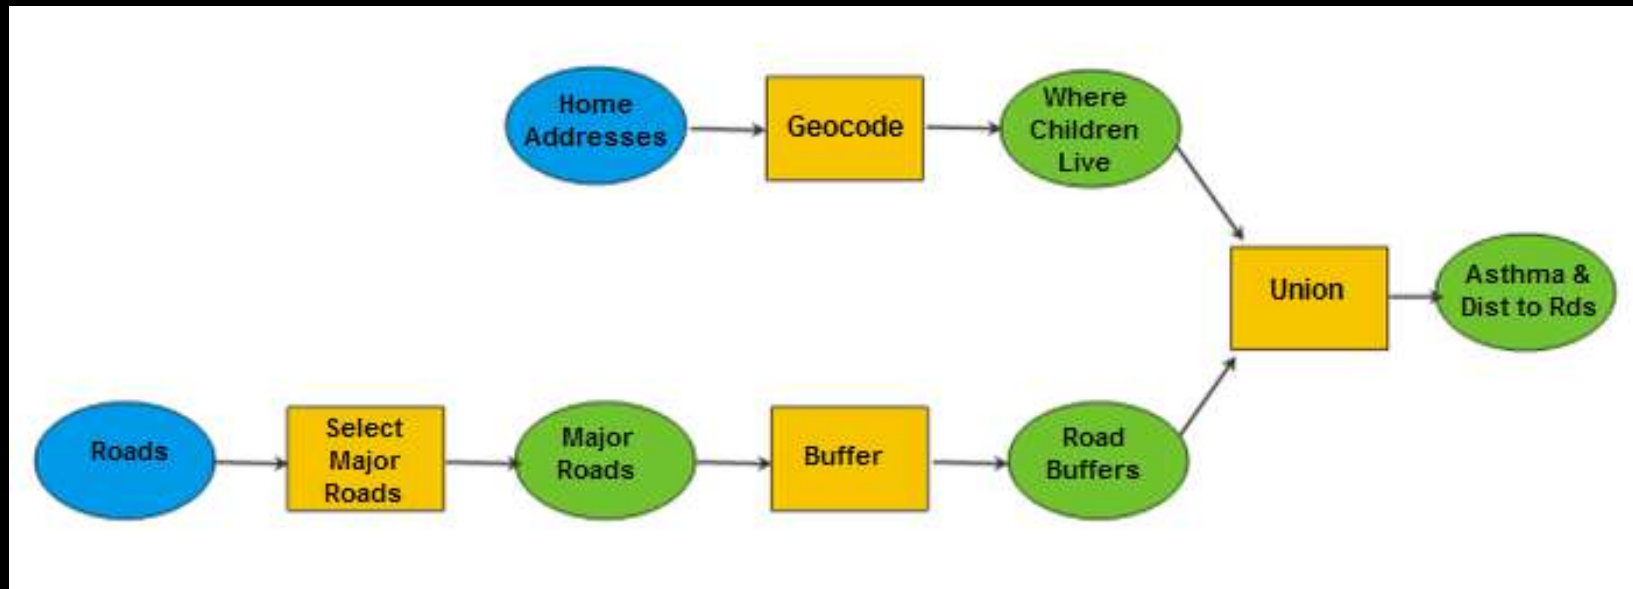 Home
Addresses
Geocode
Where
Children
Live
Union
Asthma &
Dist to Rds
Roads
Select
Major
Roads
Major
Roads
Buffer
Road
Buffers